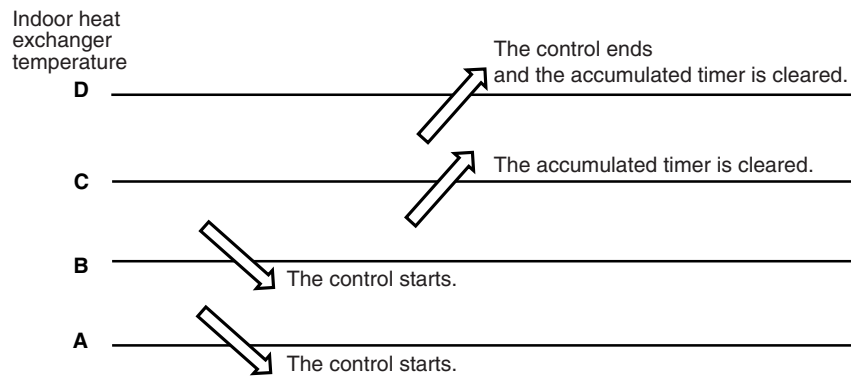 Indoor heat
exchanger
temperature
The control ends
and the accumulated timer is cleared.
D
The accumulated timer is cleared.
C
B
The control starts.
A
The control starts.